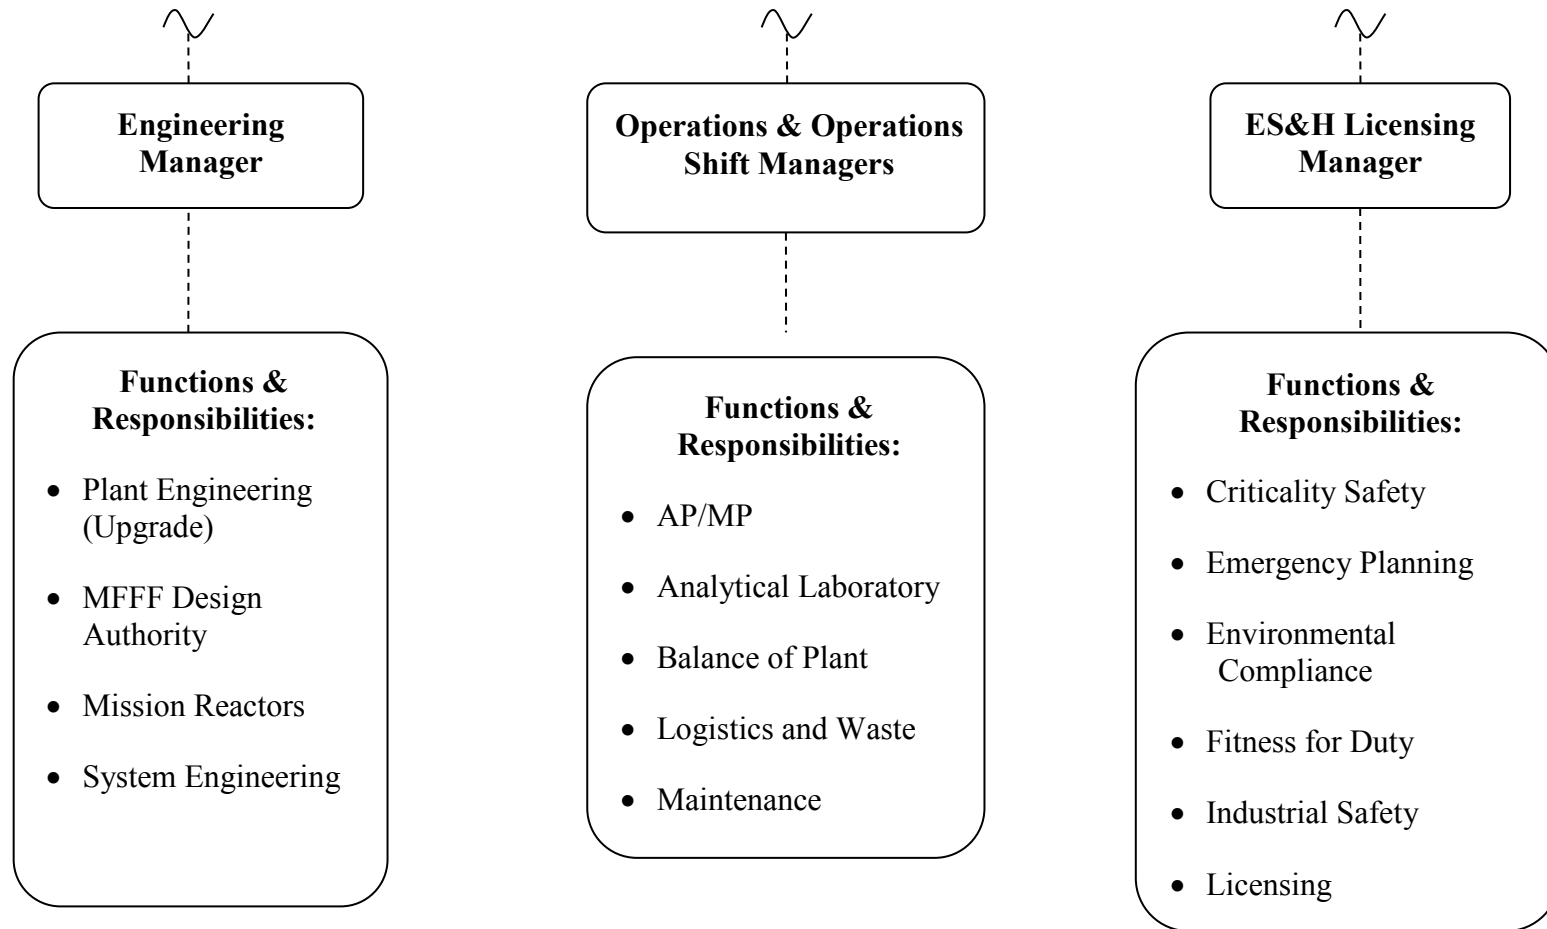 Engineering
Manager
Functions &
Responsibilities:
• Plant Engineering
(Upgrade)
• MFFF Design
Authority
• Mission Reactors
• System Engineering
Operations & Operations
Shift Managers
Functions &
Responsibilities:
• AP/MP
• Analytical Laboratory
• Balance of Plant
• Logistics and Waste
• Maintenance
ES&H Licensing
Manager
Functions &
Responsibilities:
• Criticality Safety
• Emergency Planning
• Environmental
Compliance
• Fitness for Duty
• Industrial Safety
• Licensing